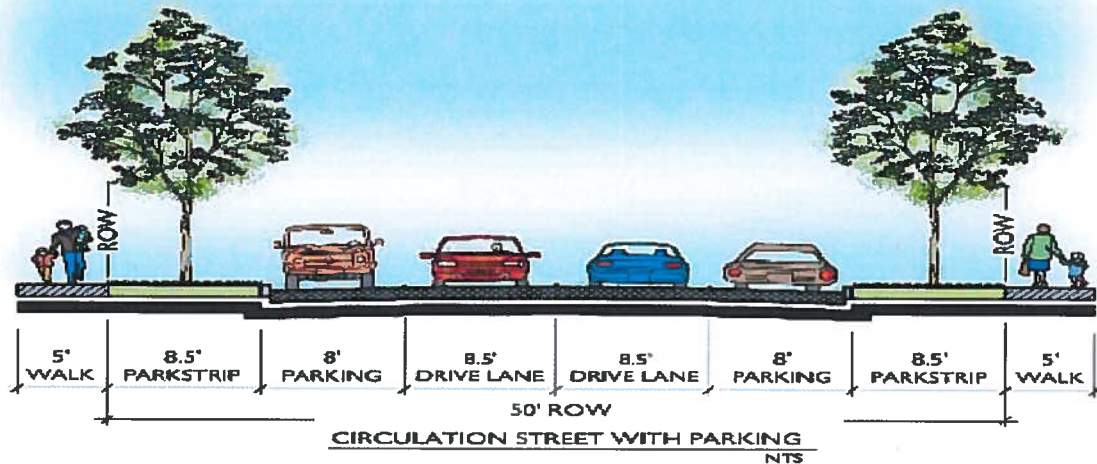 ROW
ROW
5' 8.5' 8' 8.5' 8.5' 8' 8.5' 5'
WALK PARKSTRIP PARKING DRIVE LANE DRIVE LANE PARKING PARKSTRIP WALK
50' ROW
CIRCULATION STREET WITH PARKING
NTS